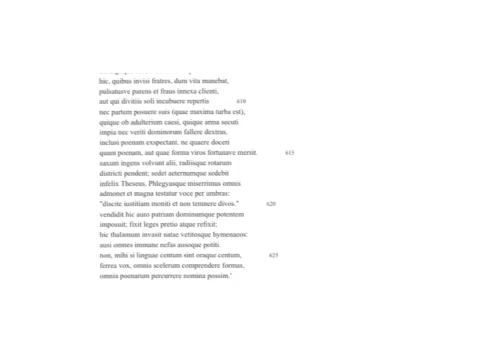 hic, quibus invisi fratres, dum vita manebat,
pulsatusve parens et fraus innexa clienti,
aut qui divitiis soli incubuere repertis 610
nec partem posuere suis (quae maxima turba est),
quique ob adulterium caesi, quique arma secuti
impia nec veriti dominorum fallere dextras,
inclusi poenam exspectant. ne quaere doceri
quam poenam, aut quae forma viros fortunave mersit. 615
saxum ingens volvunt alii, radiisque rotarum
districti pendent; sedet aeternumque sedebit
infelix Theseus, Phlegyasque miserrimus omnis
admonet et magna testatur voce per umbras:
"discite iustitiam moniti et non temnere divos." 620
vendidit hic auro patriam dominumque potentem
imposuit; fixit leges pretio atque refixit;
hic thalamum invasit natae vetitosque hymenaeos:
ausi omnes immane nefas ausoque potiti.
non, mihi si linguae centum sint oraque centum, 625
ferrea vox, omnis scelerum comprendere formas,
omnia poenarum percurrere nomina possim.'